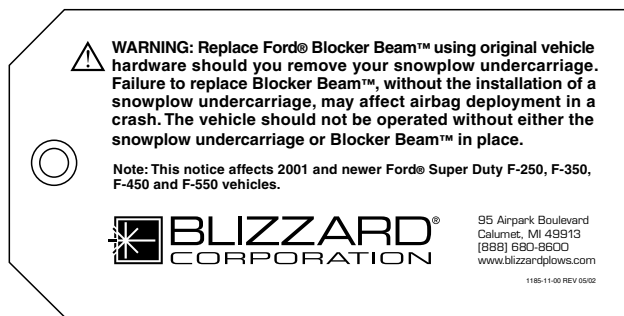 WARNING: Replace Ford® Blocker Beam™ using original vehicle
hardware should you remove your snowplow undercarriage.
Failure to replace Blocker Beam™, without the installation of a
snowplow undercarriage, may affect airbag deployment in a
crash. The vehicle should not be operated without either the
snowplow undercarriage or Blocker Beam™ in place.
Note: This notice affects 2001 and newer Ford® Super Duty F-250, F-350,
F-450 and F-550 vehicles.
BLIZZARD®
CORPORATION
95 Airpark Boulevard
Calumet, MI 49913
(888) 680-8600
www.blizzardplows.com
1185-11-00 REV 05/02